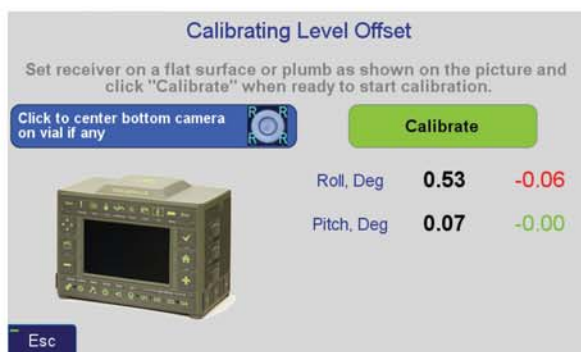 Calibrating Level Offset
Set receiver on a flat surface or plumb as shown on the picture and
click "Calibrate" when ready to start calibration.
Click to center bottom camera
on vial if any
R R
R R
Calibrate
Roll, Deg 0.53 -0.06
Pitch, Deg 0.07 -0.00
Esc